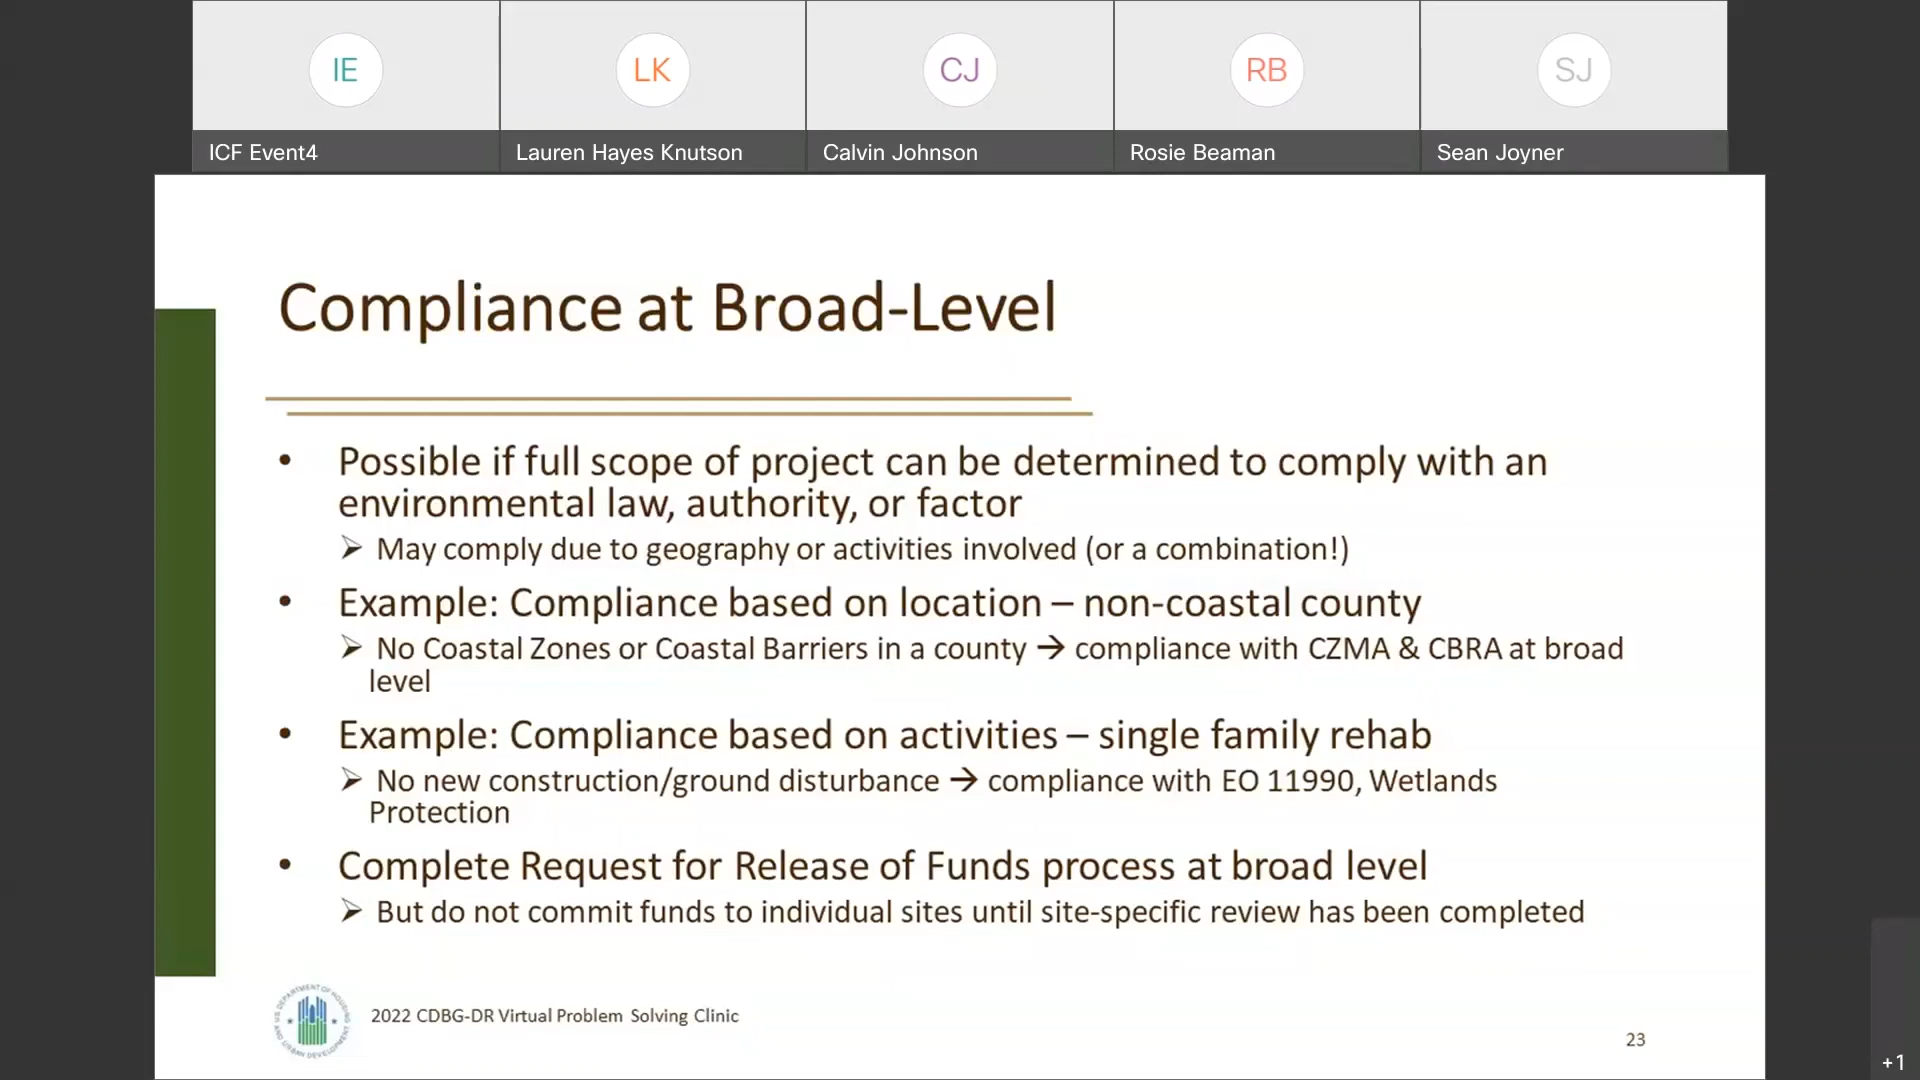 IE
LK
CJ
RB
SJ
ICF Event4
Lauren Hayes Knutson
Calvin Johnson
Rosie Beaman
Sean Joyner
Compliance at Broad-Level
• Possible if full scope of project can be determined to comply with an
environmental law, authority, or factor
➢ May comply due to geography or activities involved (or a combination!)
• Example: Compliance based on location – non-coastal county
➢ No Coastal Zones or Coastal Barriers in a county → compliance with CZMA & CBRA at broad
level
• Example: Compliance based on activities – single family rehab
➢ No new construction/ground disturbance → compliance with EO 11990, Wetlands
Protection
• Complete Request for Release of Funds process at broad level
➢ But do not commit funds to individual sites until site-specific review has been completed
U.S. DEPARTMENT OF HOUSING
AND URBAN DEVELOPMENT
2022 CDBG-DR Virtual Problem Solving Clinic
23
+1